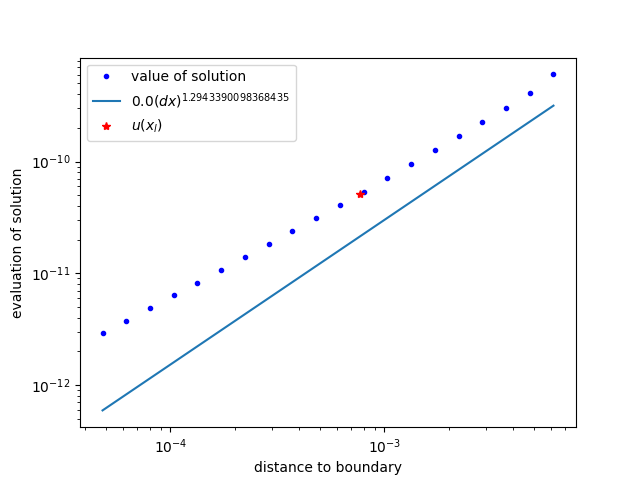 value of solution
0.0(dx)^1.2943390098368435
u(x_l)
10^−10
10^−11
10^−12
evaluation of solution
10^−4
10^−3
distance to boundary